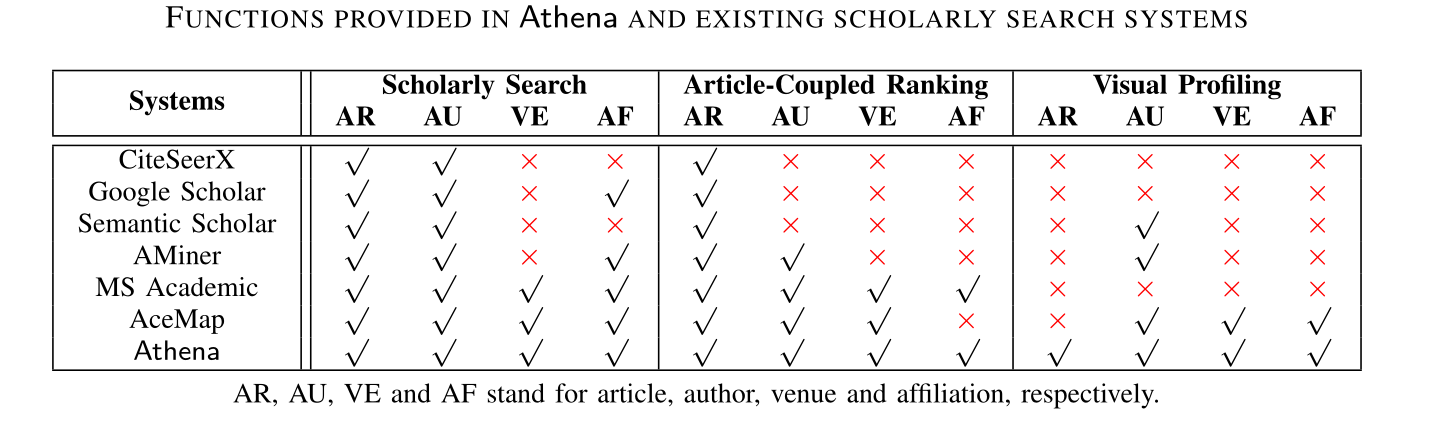 FUNCTIONS PROVIDED IN Athena AND EXISTING SCHOLARLY SEARCH SYSTEMS
Systems Scholarly Search Article-Coupled Ranking Visual Profiling
AR AU VE AF AR AU VE AF AR AU VE AF
CiteSeerX √ √ × × √ × × × × × × ×
Google Scholar √ √ × √ √ × × × × × × ×
Semantic Scholar √ √ × × √ × × × × √ × ×
AMiner √ √ × √ √ √ × × × √ × ×
MS Academic √ √ √ √ √ √ √ √ × × × ×
AceMap √ √ √ √ √ √ √ × × √ √ √
Athena √ √ √ √ √ √ √ √ √ √ √ √
AR, AU, VE and AF stand for article, author, venue and affiliation, respectively.